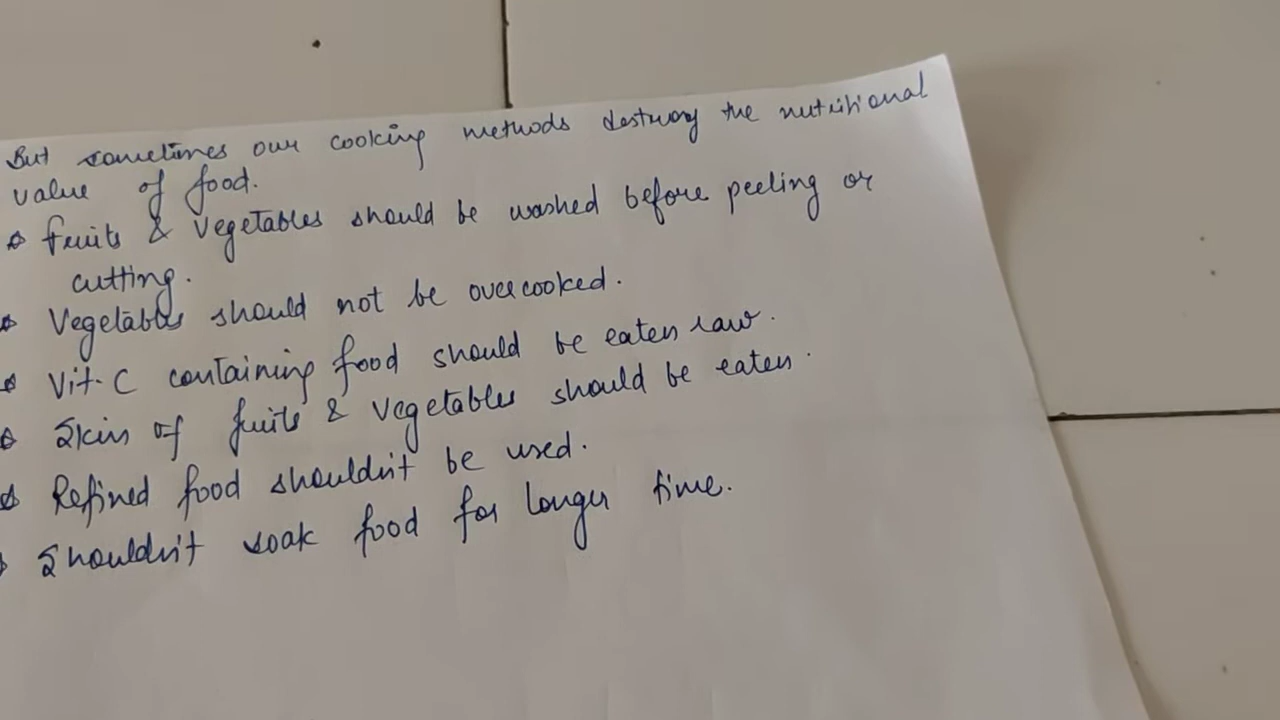 But sometimes our cooking methods destroy the nutritional
value of food.
fruits & vegetables should be washed before peeling or
cutting.
Vegetables should not be overcooked.
Vit-C containing food should be eaten raw.
Skin of fruits & vegetables should be eaten.
Refined food shouldn't be used.
Shouldn't soak food for longer time.